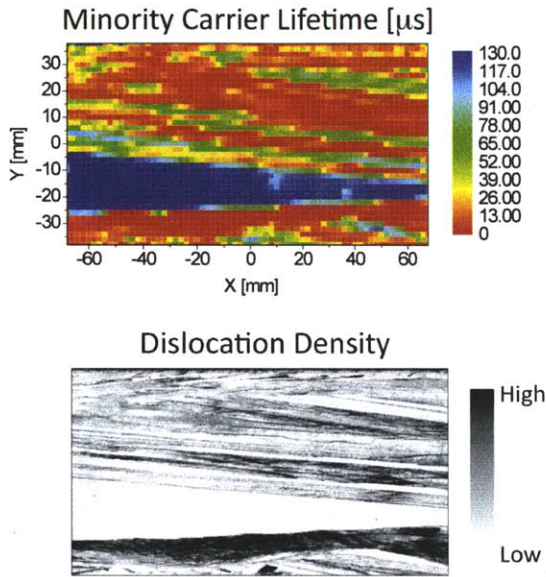 Minority Carrier Lifetime [µs]
30
20
10
0
-10
-20
-30
Y [mm]
-60 -40 -20 0 20 40 60
X [mm]
130.0
117.0
104.0
91.00
78.00
65.00
52.00
39.00
26.00
13.00
0
Dislocation Density
High
Low